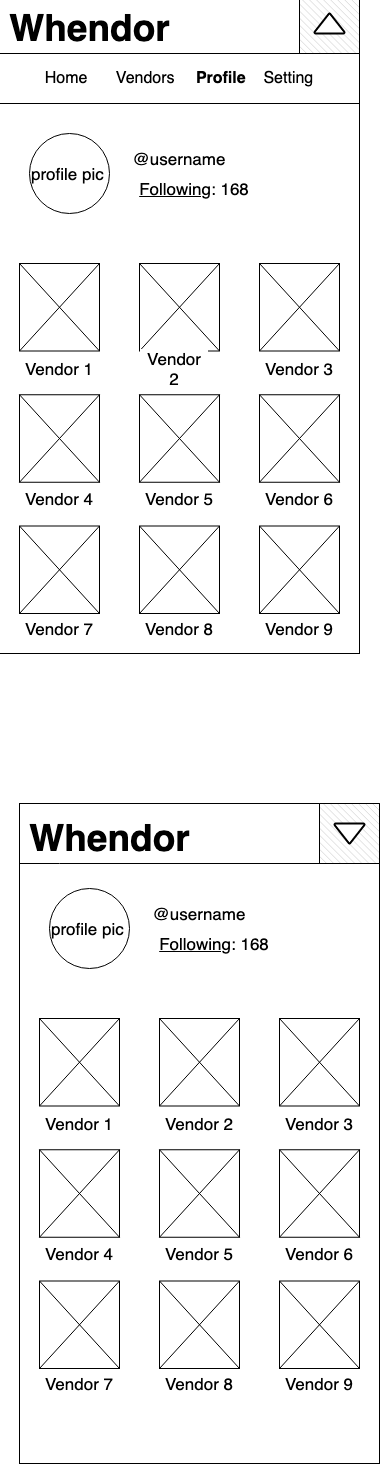 Whendor
Home Vendors Profile Setting
profile pic
@username
Following: 168
Vendor 1 Vendor 2 Vendor 3
Vendor 4 Vendor 5 Vendor 6
Vendor 7 Vendor 8 Vendor 9
Whendor
profile pic
@username
Following: 168
Vendor 1 Vendor 2 Vendor 3
Vendor 4 Vendor 5 Vendor 6
Vendor 7 Vendor 8 Vendor 9